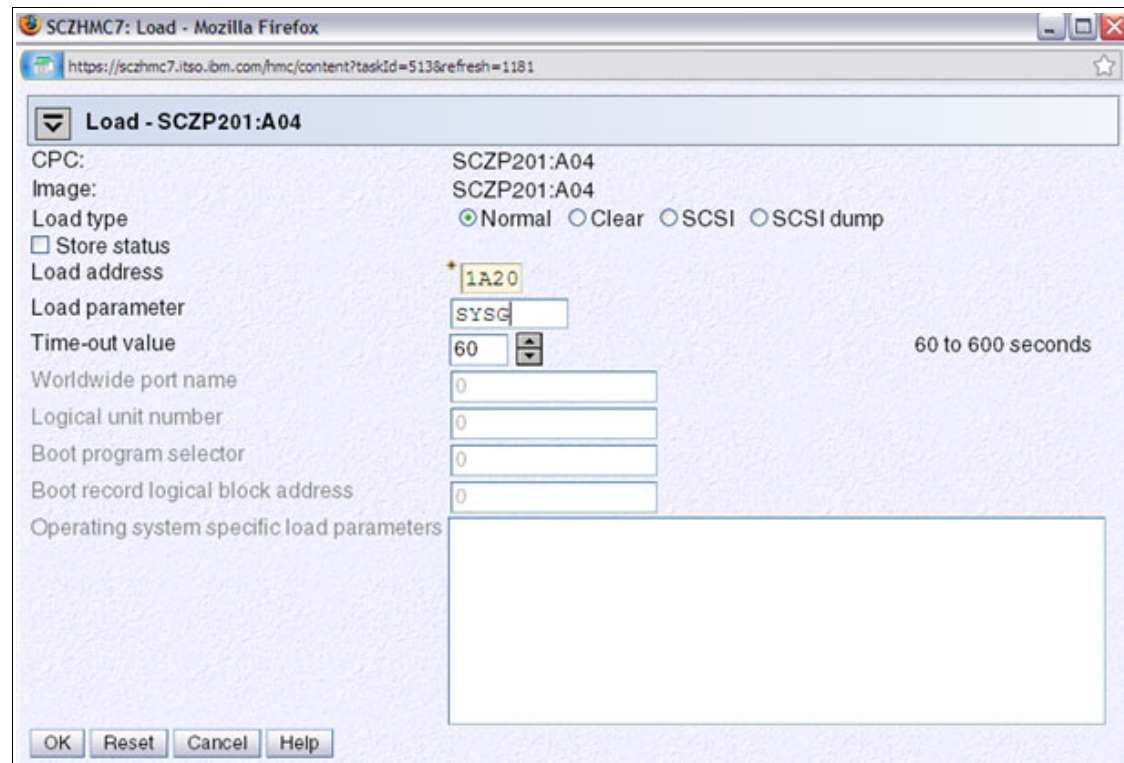 SCZHMC7: Load - Mozilla Firefox
https://sczhmc7.itso.ibm.com/hmc/content?taskId=513&refresh=1181
Load - SCZP201:A04
CPC: SCZP201:A04
Image: SCZP201:A04
Load type Normal Clear SCSI SCSI dump
Store status
Load address * 1A20
Load parameter SYSG
Time-out value 60 60 to 600 seconds
Worldwide port name 0
Logical unit number 0
Boot program selector 0
Boot record logical block address 0
Operating system specific load parameters
OK Reset Cancel Help